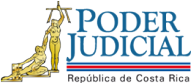 PODER
JUDICIAL
República de Costa Rica